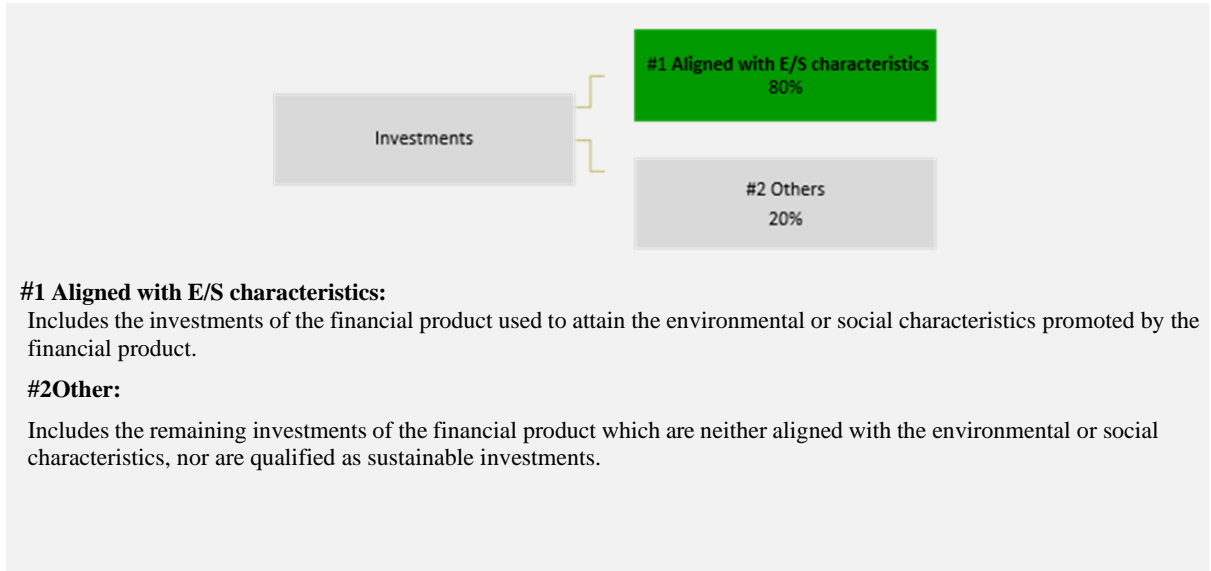 #1 Aligned with E/S characteristics
80%
Investments
#2 Others
20%
#1 Aligned with E/S characteristics:
Includes the investments of the financial product used to attain the environmental or social characteristics promoted by the
financial product.
#2Other:
Includes the remaining investments of the financial product which are neither aligned with the environmental or social
characteristics, nor are qualified as sustainable investments.